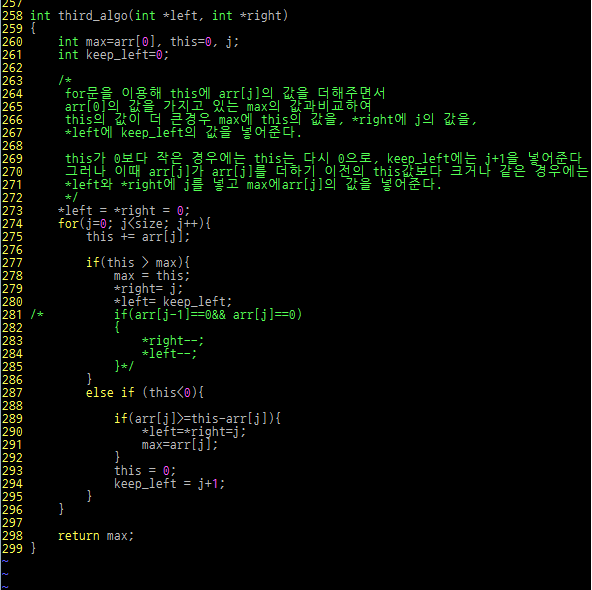 257
258 int third_algo(int *left, int *right)
259 {
260     int max=arr[0], this=0, j;
261     int keep_left=0;
262
263     /*
264      for문을 이용해 this에 arr[j]의 값을 더해주면서
265      arr[0]의 값을 가지고 있는 max의 값과비교하여
266      this의 값이 더 큰경우 max에 this의 값을, *right에 j의 값을,
267      *left에 keep_left의 값을 넣어준다.
268
269      this가 0보다 작은 경우에는 this는 다시 0으로, keep_left에는 j+1을 넣어준다
270      그러나 이때 arr[j]가 arr[j]를 더하기 이전의 this값보다 크거나 같은 경우에는
271      *left와 *right에 j를 넣고 max에arr[j]의 값을 넣어준다.
272      */
273     *left = *right = 0;
274     for(j=0; j<size; j++){
275         this += arr[j];
276
277         if(this > max){
278             max = this;
279             *right= j;
280             *left= keep_left;
281 /*          if(arr[j-1]==0&& arr[j]==0)
282             {
283                 *right--;
284                 *left--;
285             }*/
286         }
287         else if (this<0){
288
289             if(arr[j]>=this-arr[j]){
290                 *left=*right=j;
291                 max=arr[j];
292             }
293             this = 0;
294             keep_left = j+1;
295         }
296     }
297
298     return max;
299 }
~
~
~